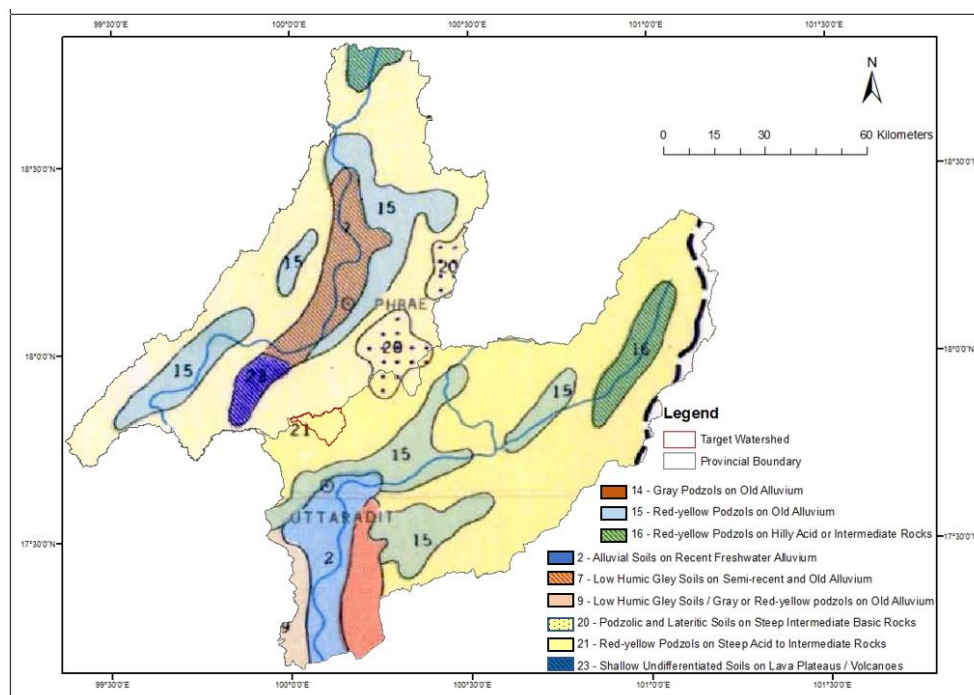 99°30'0"E
100°0'0"E
100°30'0"E
101°0'0"E
101°30'0"E
N
0 15 30 60 Kilometers
18°30'0"N
18°30'0"N
15
2
15
20
PHRAE
20
18°0'0"N
18°0'0"N
16
15
23
15
21
15
Legend
Target Watershed
Provincial Boundary
UTTARADIT
14 - Gray Podzols on Old Alluvium
15 - Red-yellow Podzols on Old Alluvium
16 - Red-yellow Podzols on Hilly Acid or Intermediate Rocks
17°30'0"N
17°30'0"N
15
2
2 - Alluvial Soils on Recent Freshwater Alluvium
7 - Low Humic Gley Soils on Semi-recent and Old Alluvium
9 - Low Humic Gley Soils / Gray or Red-yellow podzols on Old Alluvium
9
20 - Podzolic and Lateritic Soils on Steep Intermediate Basic Rocks
21 - Red-yellow Podzols on Steep Acid to Intermediate Rocks
23 - Shallow Undifferentiated Soils on Lava Plateaus / Volcanoes
99°30'0"E
100°0'0"E
100°30'0"E
101°0'0"E
101°30'0"E